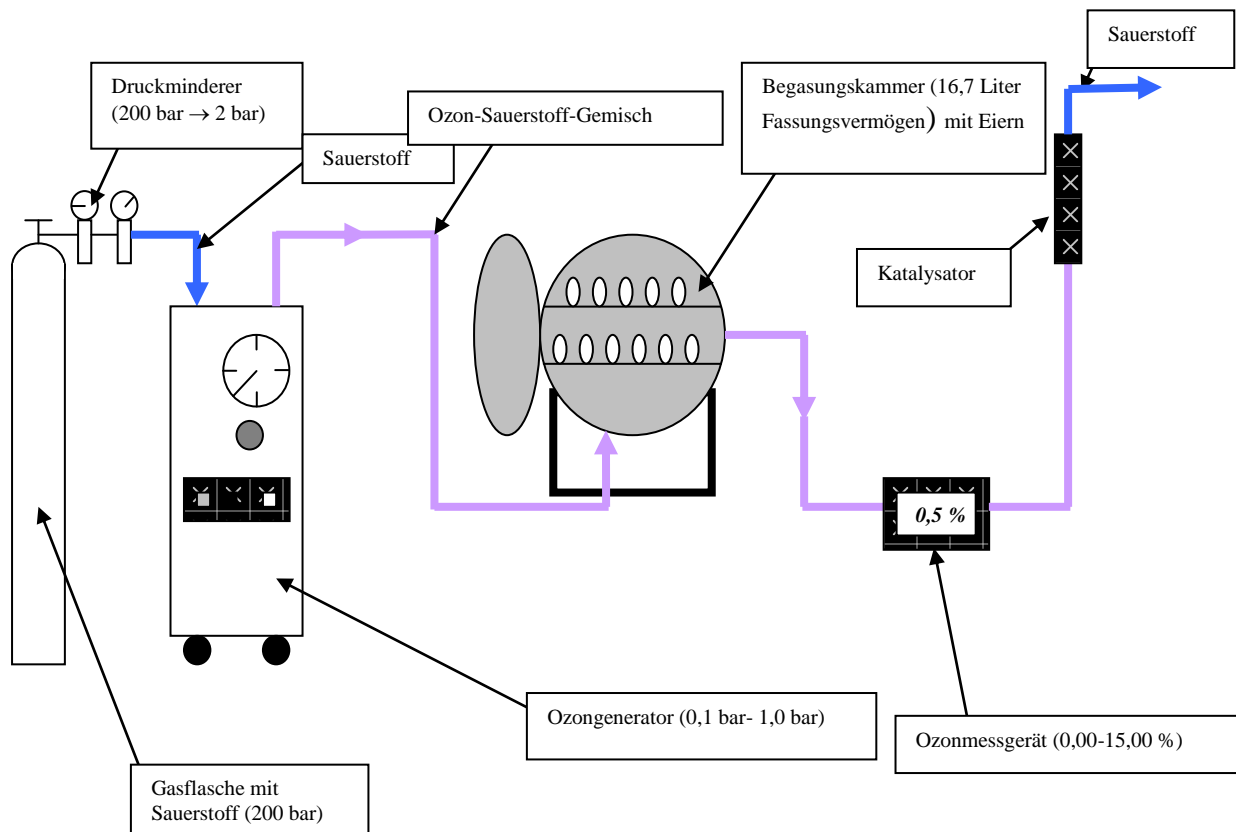 Sauerstoff
Druckminderer
(200 bar → 2 bar)
Ozon-Sauerstoff-Gemisch
Begasungskammer (16,7 Liter
Fassungsvermögen) mit Eiern
Sauerstoff
Katalysator
0,5 %
Ozongenerator (0,1 bar- 1,0 bar)
Ozonmessgerät (0,00-15,00 %)
Gasflasche mit
Sauerstoff (200 bar)